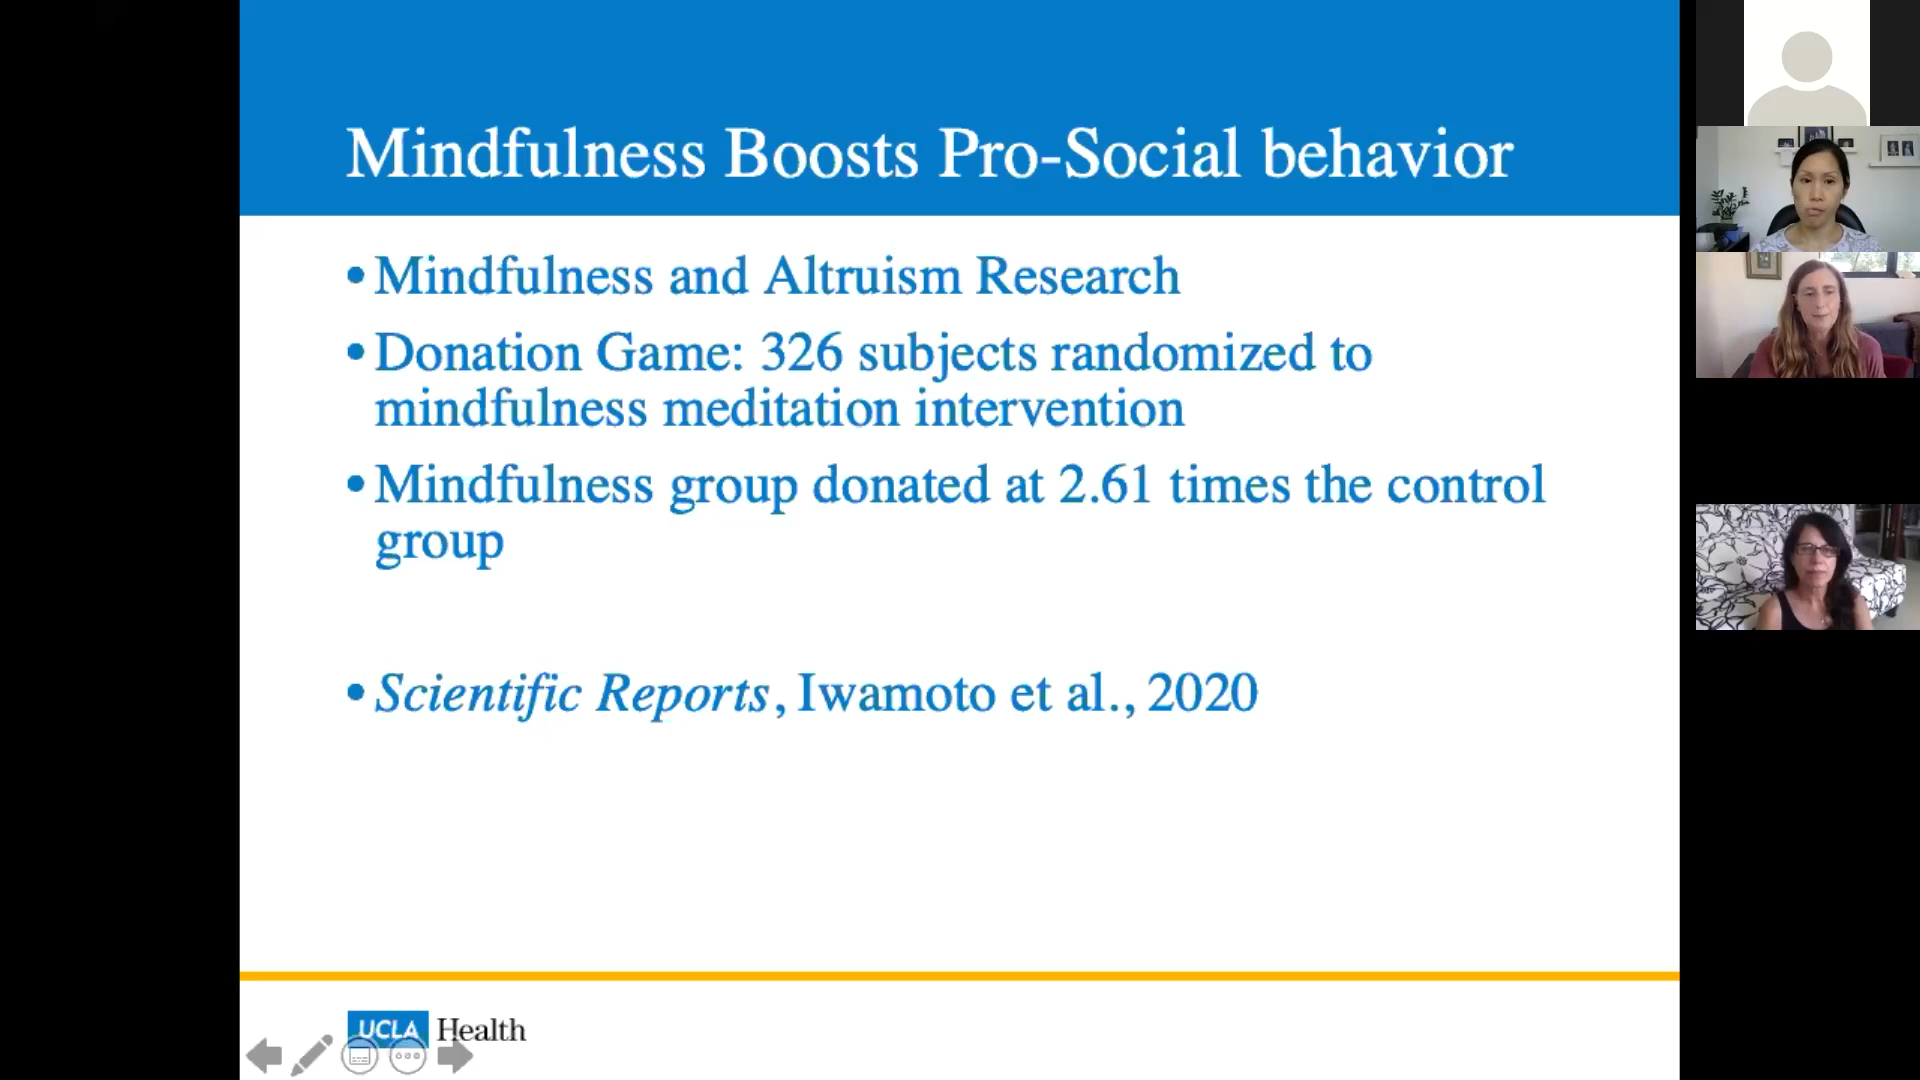 Mindfulness Boosts Pro-Social behavior
• Mindfulness and Altruism Research
• Donation Game: 326 subjects randomized to
mindfulness meditation intervention
• Mindfulness group donated at 2.61 times the control
group
• Scientific Reports, Iwamoto et al., 2020
UCLA Health